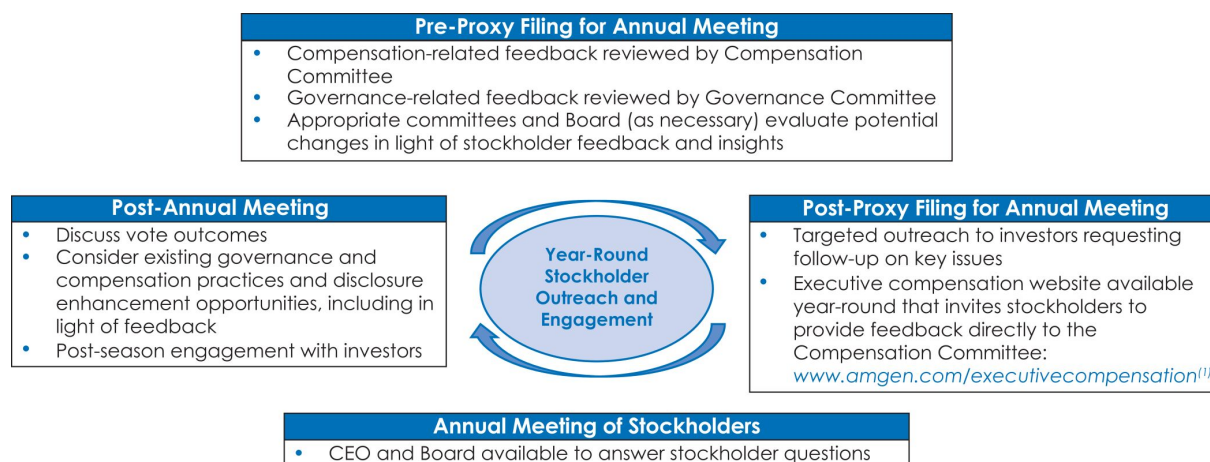 Pre-Proxy Filing for Annual Meeting
• Compensation-related feedback reviewed by Compensation
Committee
• Governance-related feedback reviewed by Governance Committee
• Appropriate committees and Board (as necessary) evaluate potential
changes in light of stockholder feedback and insights
Post-Annual Meeting
• Discuss vote outcomes
• Consider existing governance and
compensation practices and disclosure
enhancement opportunities, including in
light of feedback
• Post-season engagement with investors
Year-Round
Stockholder
Outreach and
Engagement
Post-Proxy Filing for Annual Meeting
• Targeted outreach to investors requesting
follow-up on key issues
• Executive compensation website available
year-round that invites stockholders to
provide feedback directly to the
Compensation Committee:
www.amgen.com/executivecompensation(1)
Annual Meeting of Stockholders
• CEO and Board available to answer stockholder questions